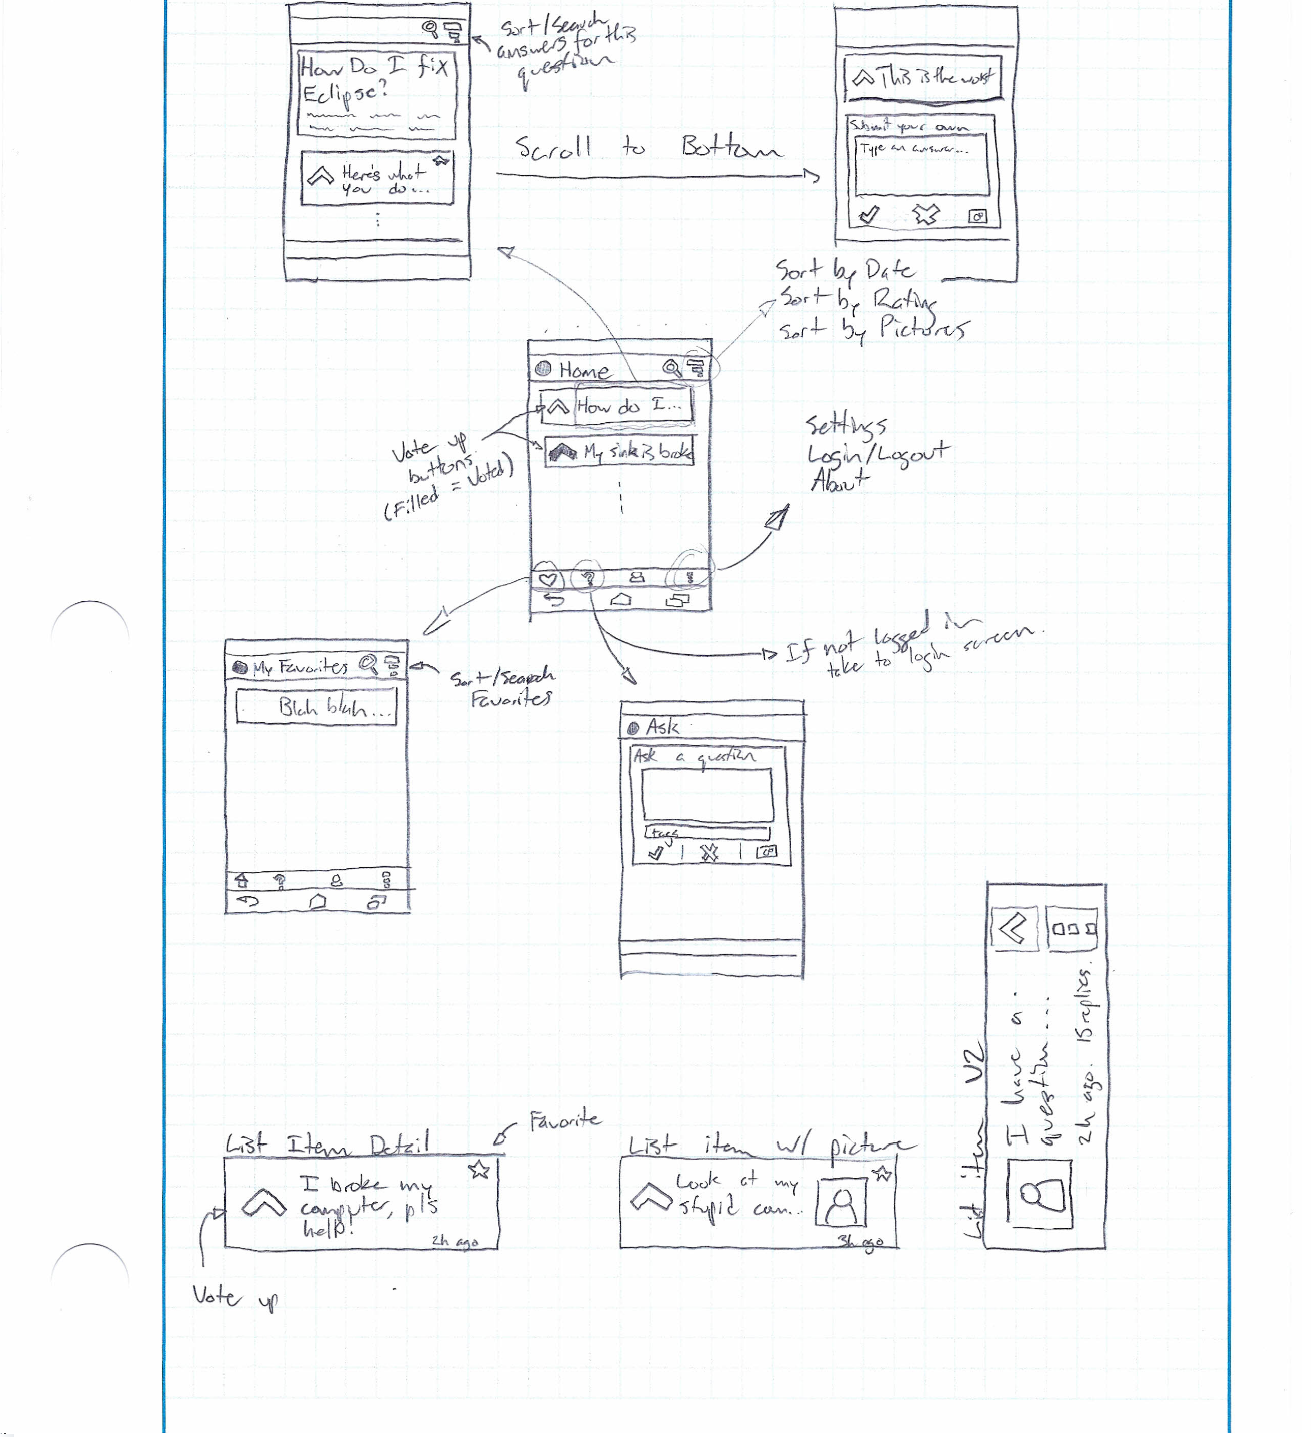 Sort/Search
answers for this
question
How Do I fix
Eclipse?
Here's what
you do...
Scroll to Bottom
This is the worst
Submit your own
Type an answer...
Sort by Date
Sort by Rating
Sort by Pictures
Home
How do I...
My sink is broke
Vote up
buttons
(Filled = Voted)
Settings
Login/Logout
About
If not logged in
take to login screen.
My Favorites
Blah blah...
Sort/Search
Favorites
Ask
Ask a question
tags
List Item Detail
Favorite
I broke my
computer, pls
help!
2h ago
Vote up
List item w/ picture
Look at my
stupid com...
3h ago
List item V2
I have a
question...
2h ago. 15 replies.